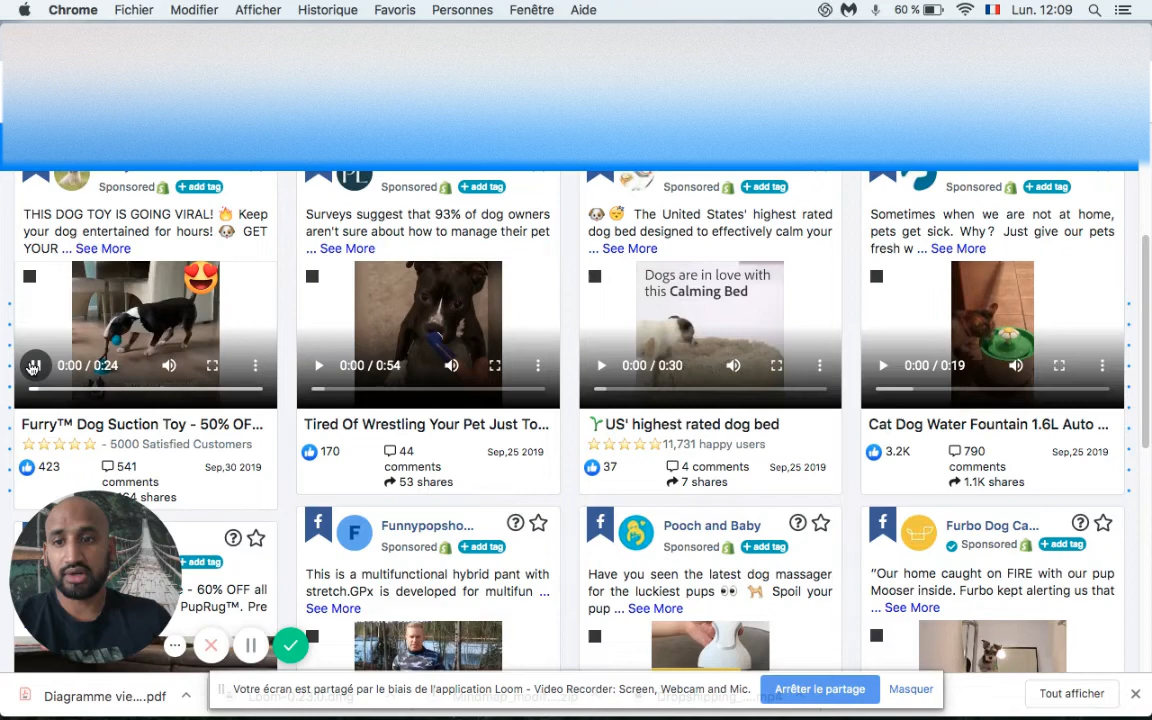 Chrome Fichier Modifier Afficher Historique Favoris Personnes Fenêtre Aide 60 % Lun. 12:09
Sponsored + add tag
THIS DOG TOY IS GOING VIRAL! 🔥 Keep
your dog entertained for hours! 🐶 GET
YOUR ... See More
0:00 / 0:24
Furry™ Dog Suction Toy - 50% OF...
- 5000 Satisfied Customers
423 541 Sep,30 2019
comments
shares
Sponsored + add tag
Surveys suggest that 93% of dog owners
aren't sure about how to manage their pet
... See More
0:00 / 0:54
Tired Of Wrestling Your Pet Just To...
170 44 Sep,25 2019
comments
53 shares
Sponsored + add tag
🐶😴 The United States' highest rated
dog bed designed to effectively calm your
... See More
Dogs are in love with
this Calming Bed
0:00 / 0:30
US' highest rated dog bed
11,731 happy users
37 4 comments Sep,25 2019
7 shares
Sponsored + add tag
Sometimes when we are not at home,
pets get sick. Why? Just give our pets
fresh w ... See More
0:00 / 0:19
Cat Dog Water Fountain 1.6L Auto ...
3.2K 790 Sep,25 2019
comments
1.1K shares
add tag
- 60% OFF all
PupRug™. Pre
F Funnypopsho...
Sponsored + add tag
This is a multifunctional hybrid pant with
stretch.GPx is developed for multifun ...
See More
Pooch and Baby
Sponsored + add tag
Have you seen the latest dog massager
for the luckiest pups 👀 🐕 Spoil your
pup ... See More
Furbo Dog Ca...
Sponsored + add tag
"Our home caught on FIRE with our pup
Mooser inside. Furbo kept alerting us that
... See More
Diagramme vie....pdf
Votre écran est partagé par le biais de l'application Loom - Video Recorder: Screen, Webcam and Mic. Arrêter le partage Masquer
Tout afficher